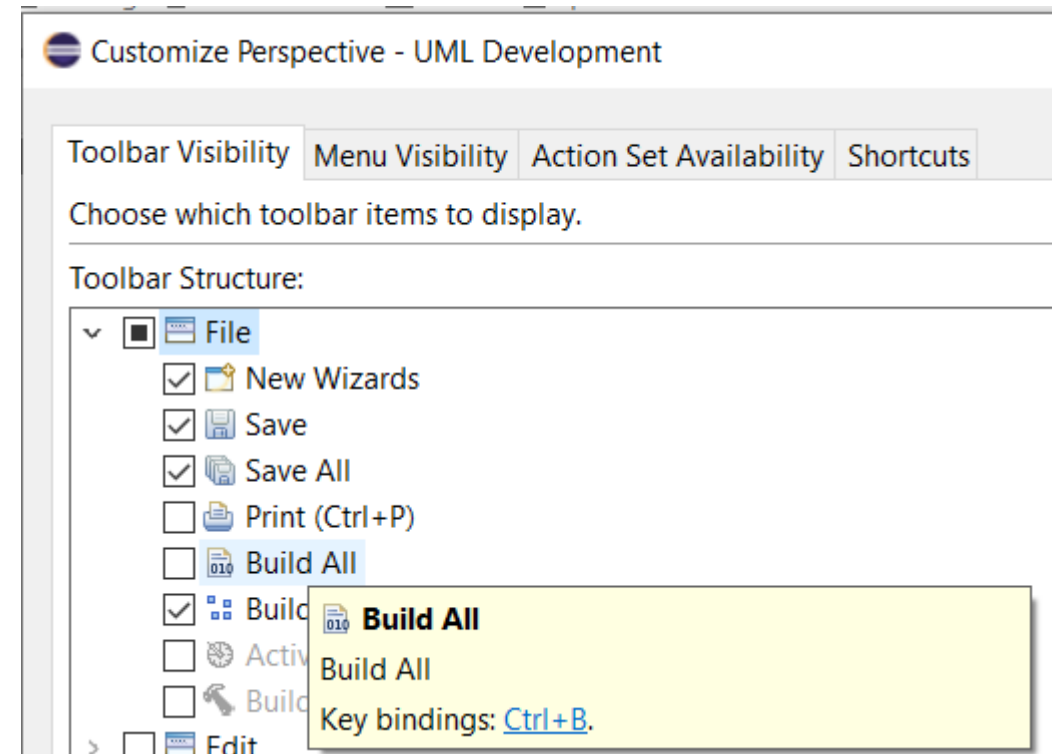 Customize Perspective - UML Development
Toolbar Visibility Menu Visibility Action Set Availability Shortcuts
Choose which toolbar items to display.
Toolbar Structure:
File
New Wizards
Save
Save All
Print (Ctrl+P)
010 Build All
010 Build All
Build All
Key bindings: Ctrl+B.
Edit